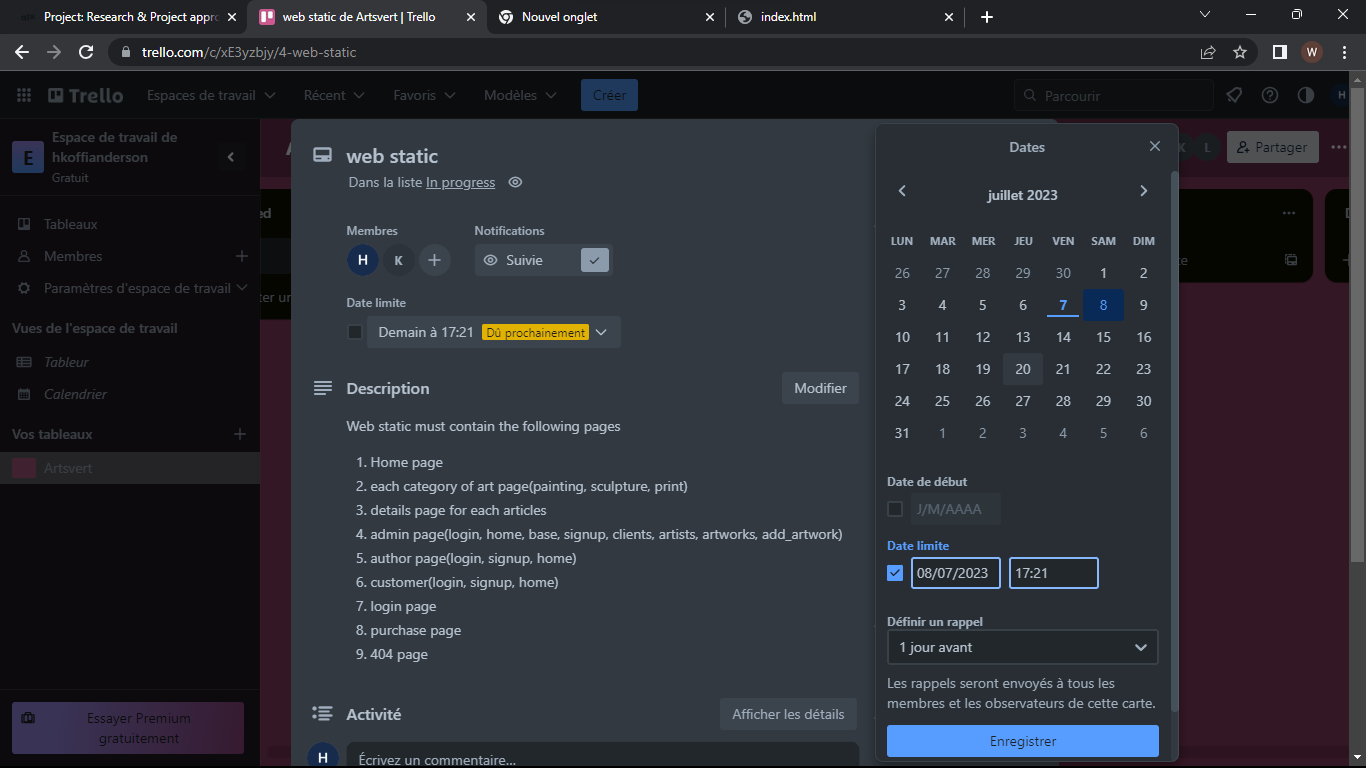 Project: Research & Project appro
web static de Artsvert | Trello
Nouvel onglet
index.html
trello.com/c/xE3yzbjy/4-web-static
W
Trello
Espaces de travail
Récent
Favoris
Modèles
Créer
Parcourir
H
E
Espace de travail de
hkoffianderson
Gratuit
Tableaux
Membres
Paramètres d'espace de travail
Vues de l'espace de travail
Tableur
Calendrier
Vos tableaux
Artsvert
Essayer Premium
gratuitement
ed
ter un
web static
Dans la liste In progress
Membres
Notifications
H
K
Suivie
Date limite
Demain à 17:21
Dû prochainement
Description
Modifier
Web static must contain the following pages
1. Home page
2. each category of art page(painting, sculpture, print)
3. details page for each articles
4. admin page(login, home, base, signup, clients, artists, artworks, add_artwork)
5. author page(login, signup, home)
6. customer(login, signup, home)
7. login page
8. purchase page
9. 404 page
Activité
Afficher les détails
H
Écrivez un commentaire...
Dates
juillet 2023
LUN MAR MER JEU VEN SAM DIM
26 27 28 29 30 1 2
3 4 5 6 7 8 9
10 11 12 13 14 15 16
17 18 19 20 21 22 23
24 25 26 27 28 29 30
31 1 2 3 4 5 6
Date de début
J/M/AAAA
Date limite
08/07/2023
17:21
Définir un rappel
1 jour avant
Les rappels seront envoyés à tous les
membres et les observateurs de cette carte.
Enregistrer
K
L
Partager
te